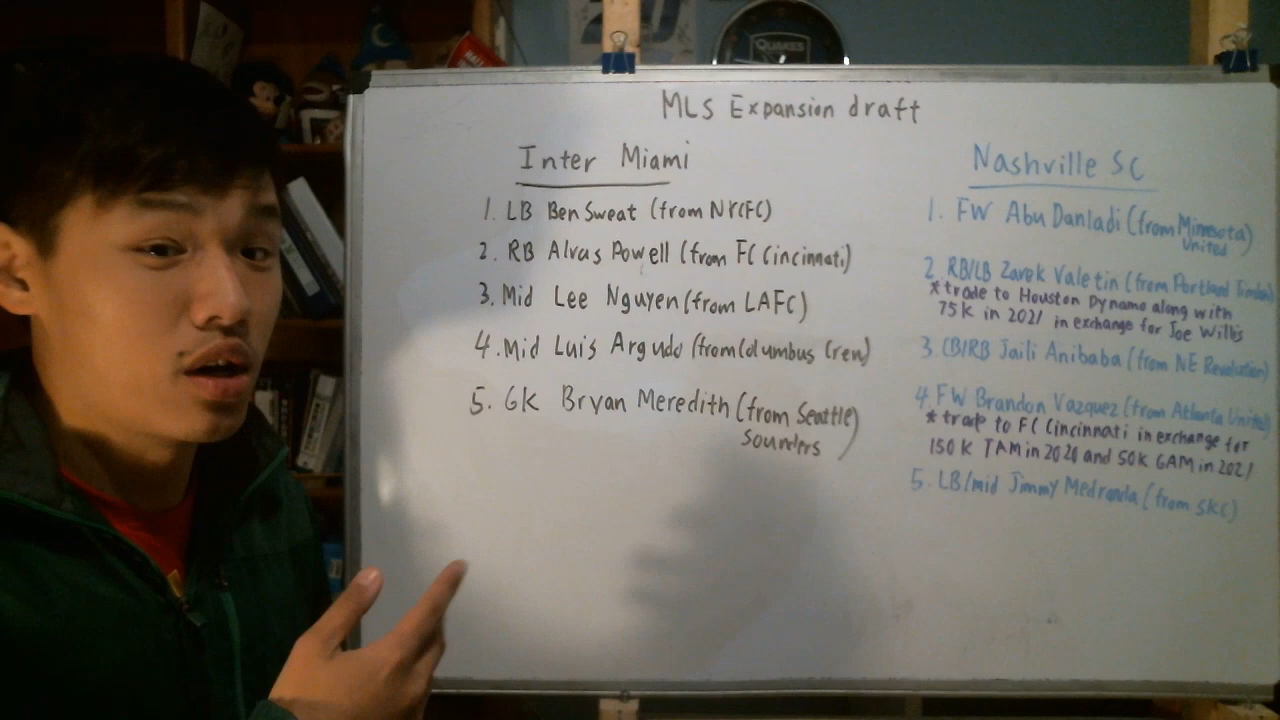 QUAKES
MLS Expansion draft
Inter Miami
1. LB Ben Sweat (from NYCFC)
2. RB Alvas Powell (from FC Cincinnati)
3. Mid Lee Nguyen (from LAFC)
4. Mid Luis Argudo (from Columbus Crew)
5. GK Bryan Meredith (from Seattle
Sounders)
Nashville SC
1. FW Abu Danladi (from Minnesota
United)
2. RB/LB Zarek Valetin (from Portland Timbers)
* trade to Houston Dynamo along with
75K in 2021 in exchange for Joe Willis
3. CB/RB Jaili Anibaba (from NE Revolution)
4. FW Brandon Vazquez (from Atlanta United)
* trade to FC Cincinnati in exchange for
150K TAM in 2020 and 50K GAM in 2021
5. LB/mid Jimmy Medranda (from SKC)